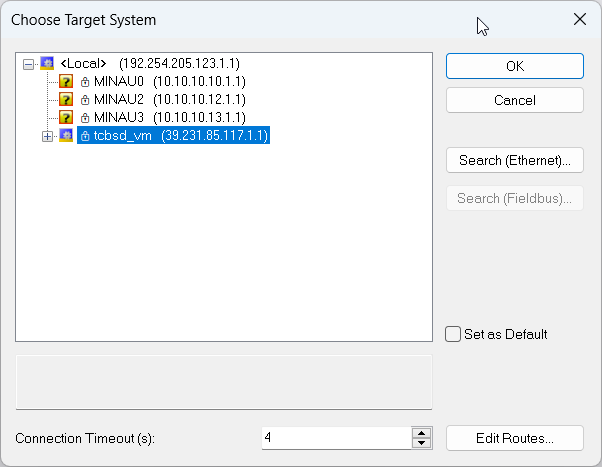 Choose Target System
<Local> (192.254.205.123.1.1)
MINAU0 (10.10.10.10.1.1)
MINAU2 (10.10.10.12.1.1)
MINAU3 (10.10.10.13.1.1)
tcbsd_vm (39.231.85.117.1.1)
OK
Cancel
Search (Ethernet)...
Search (Fieldbus)...
Set as Default
Connection Timeout (s):
4
Edit Routes...